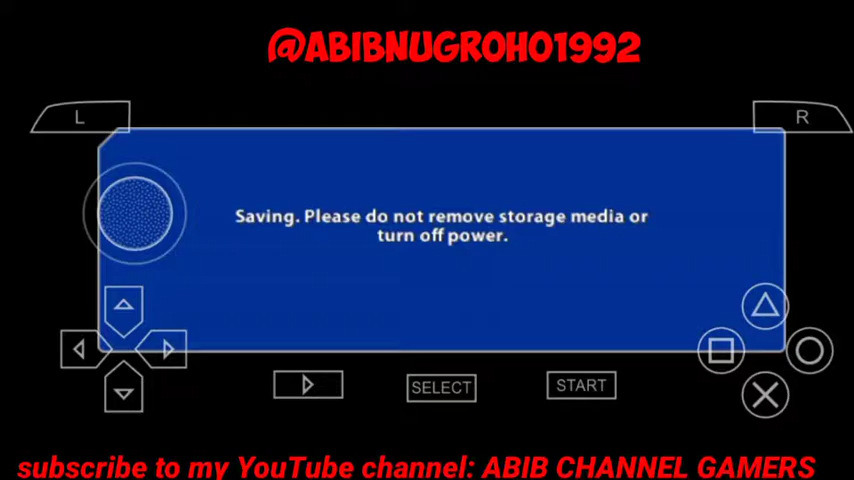 @ABIBNUGROHO1992
L
R
Saving. Please do not remove storage media or
turn off power.
SELECT
START
subscribe to my YouTube channel: ABIB CHANNEL GAMERS